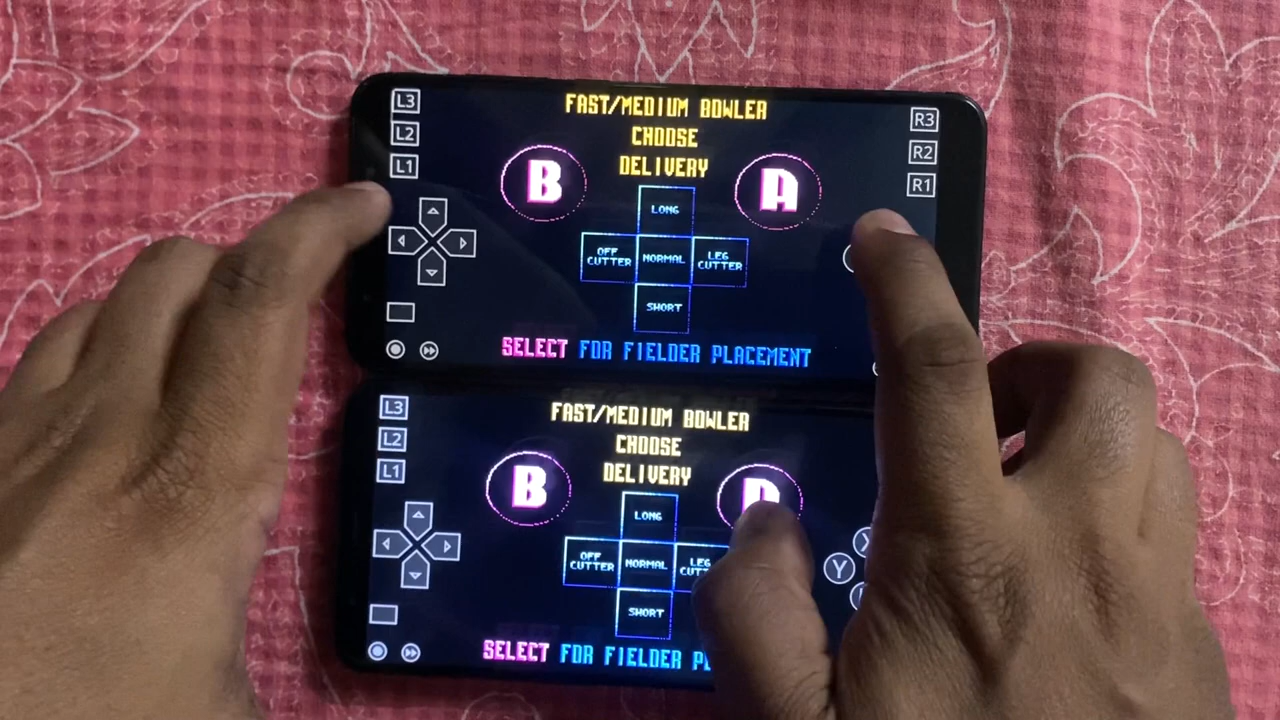 L3
FAST/MEDIUM BOWLER
R3
L2
CHOOSE
R2
L1
DELIVERY
R1
B
A
LONG
OFF CUTTER
NORMAL
LEG CUTTER
SHORT
SELECT FOR FIELDER PLACEMENT
L3
FAST/MEDIUM BOWLER
L2
CHOOSE
L1
DELIVERY
B
LONG
OFF CUTTER
NORMAL
LEG
SHORT
Y
SELECT FOR FIELDER